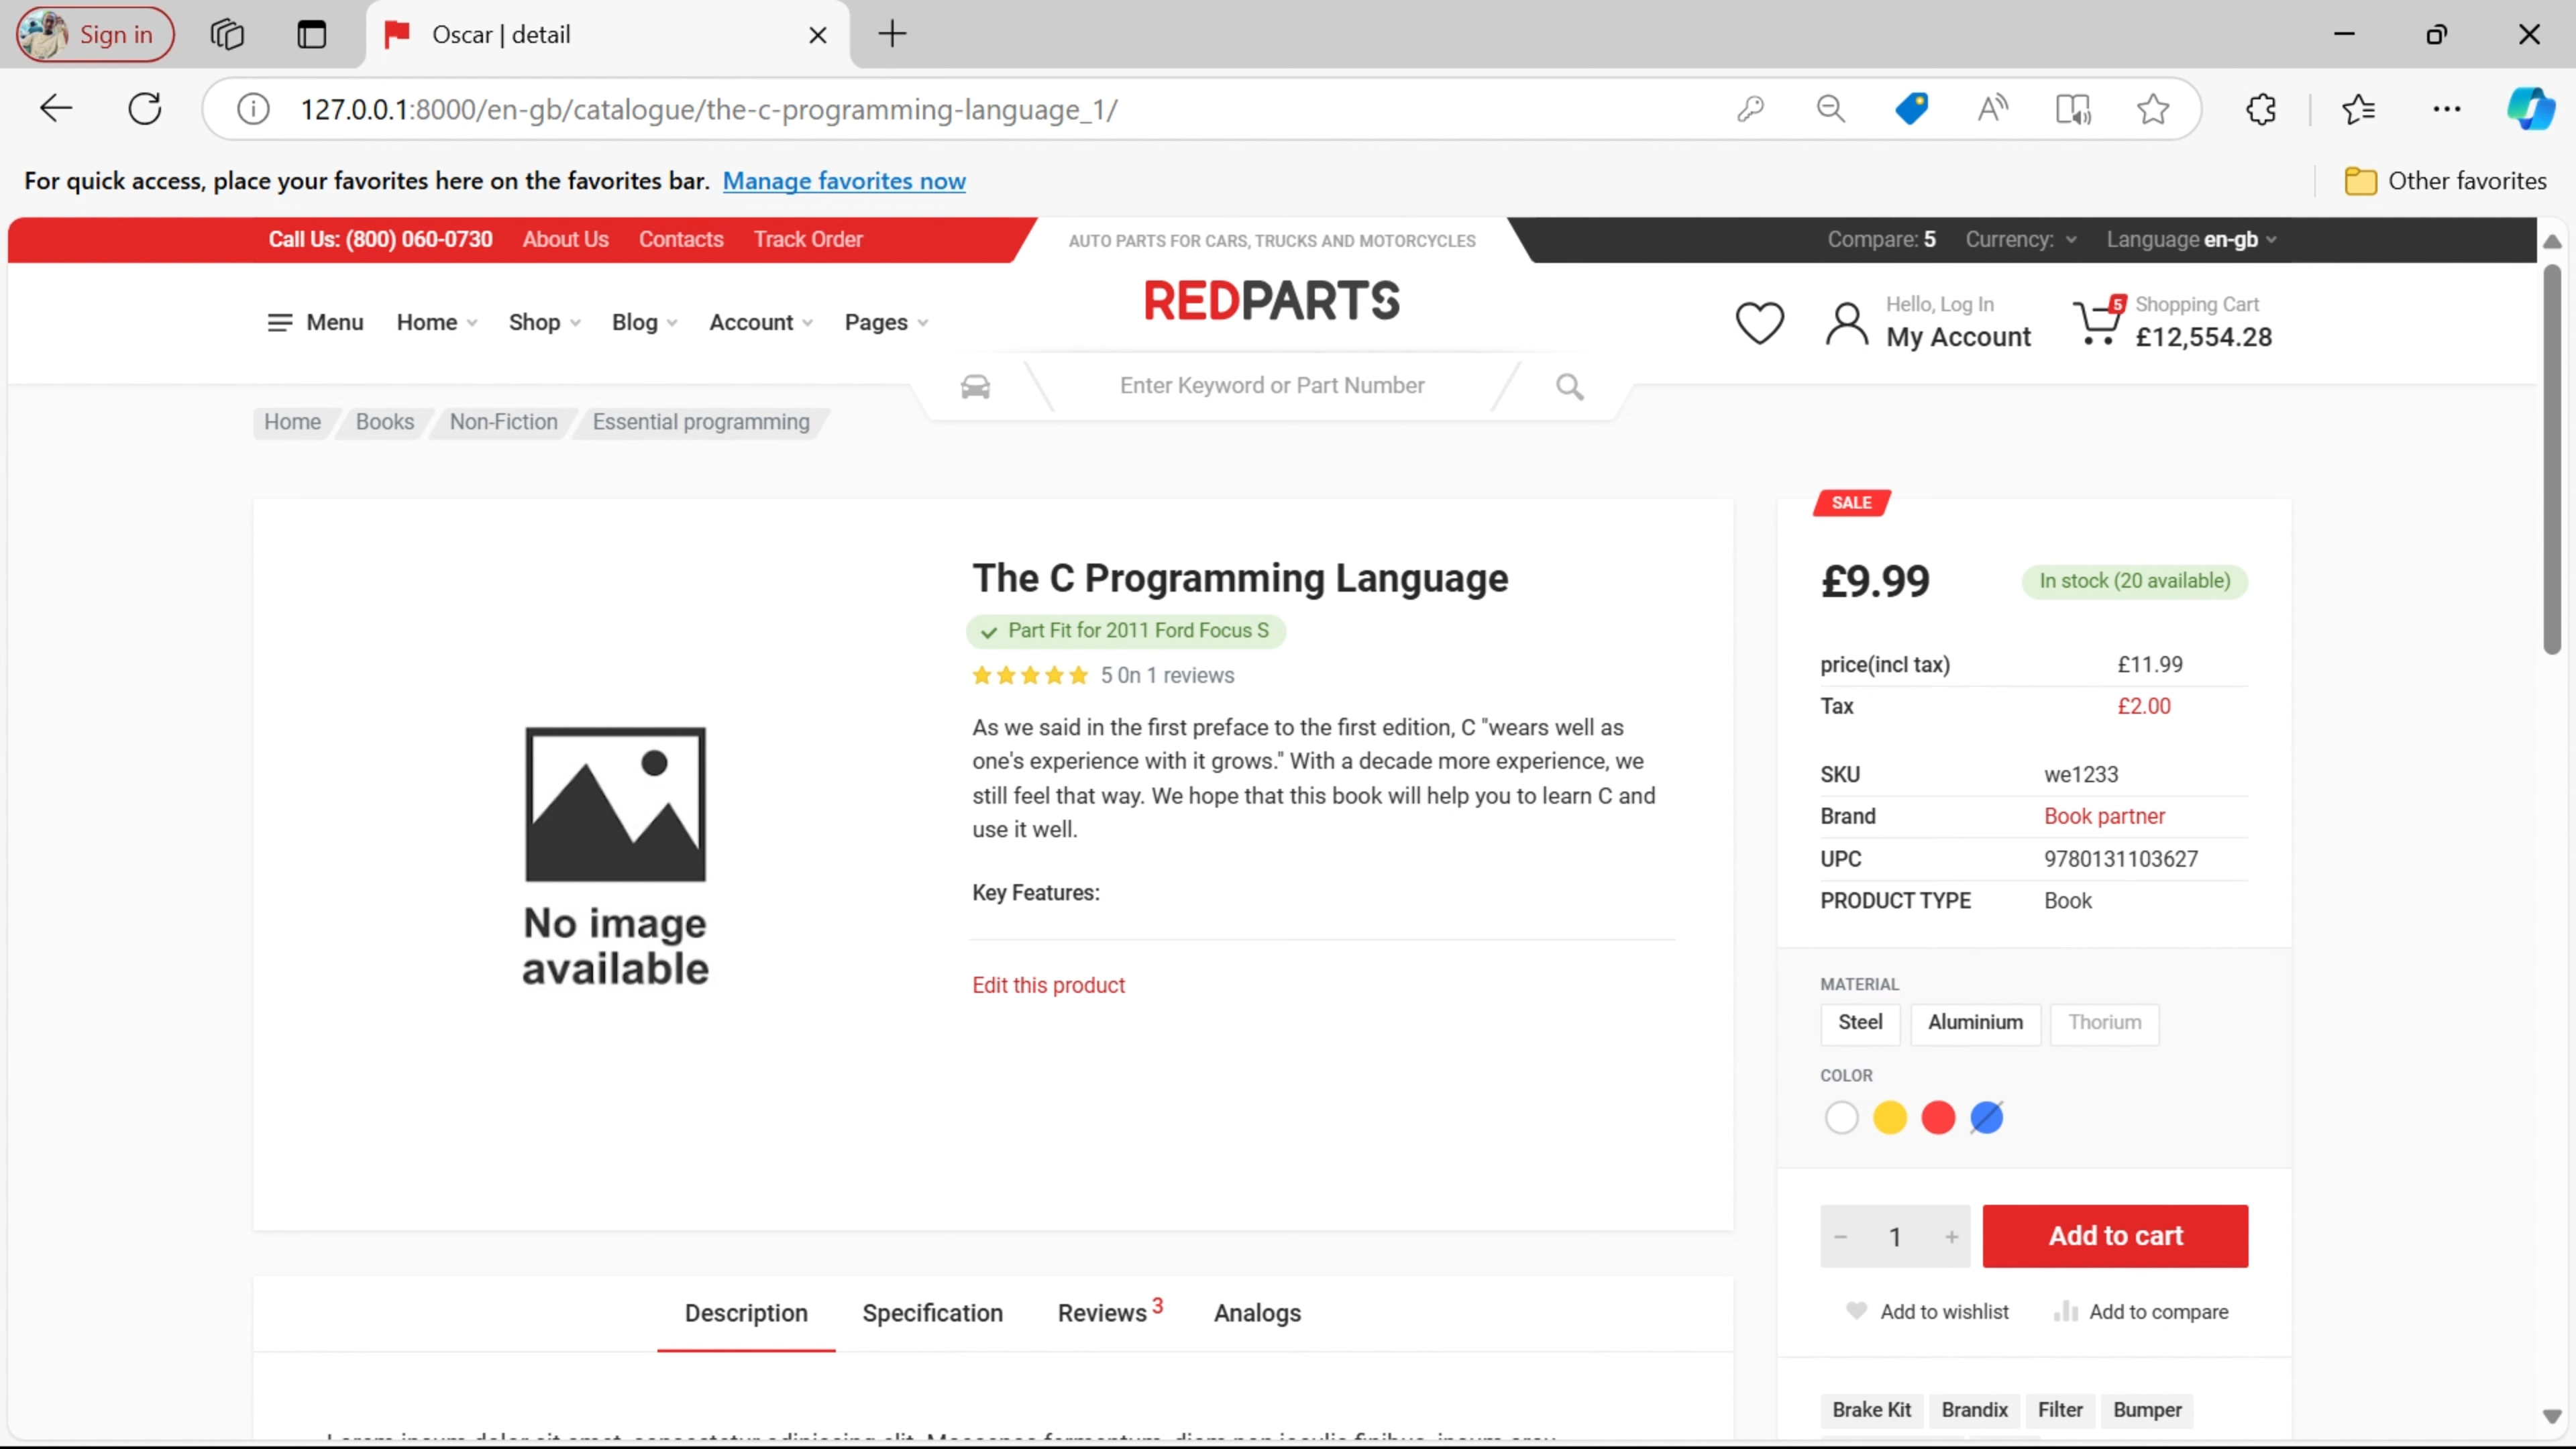 Sign in
Oscar | detail
127.0.0.1:8000/en-gb/catalogue/the-c-programming-language_1/
For quick access, place your favorites here on the favorites bar. Manage favorites now
Other favorites
Call Us: (800) 060-0730 About Us Contacts Track Order
AUTO PARTS FOR CARS, TRUCKS AND MOTORCYCLES
Compare: 5 Currency: Language en-gb
REDPARTS
Menu Home Shop Blog Account Pages
Hello, Log In
My Account
5
Shopping Cart
£12,554.28
Enter Keyword or Part Number
Home Books Non-Fiction Essential programming
No image
available
The C Programming Language
Part Fit for 2011 Ford Focus S
5 0n 1 reviews
As we said in the first preface to the first edition, C "wears well as
one's experience with it grows." With a decade more experience, we
still feel that way. We hope that this book will help you to learn C and
use it well.
Key Features:
Edit this product
SALE
£9.99 In stock (20 available)
price(incl tax) £11.99
Tax £2.00
SKU we1233
Brand Book partner
UPC 9780131103627
PRODUCT TYPE Book
MATERIAL
Steel Aluminium Thorium
COLOR
− 1 + Add to cart
Add to wishlist Add to compare
Brake Kit Brandix Filter Bumper
Description Specification Reviews 3 Analogs